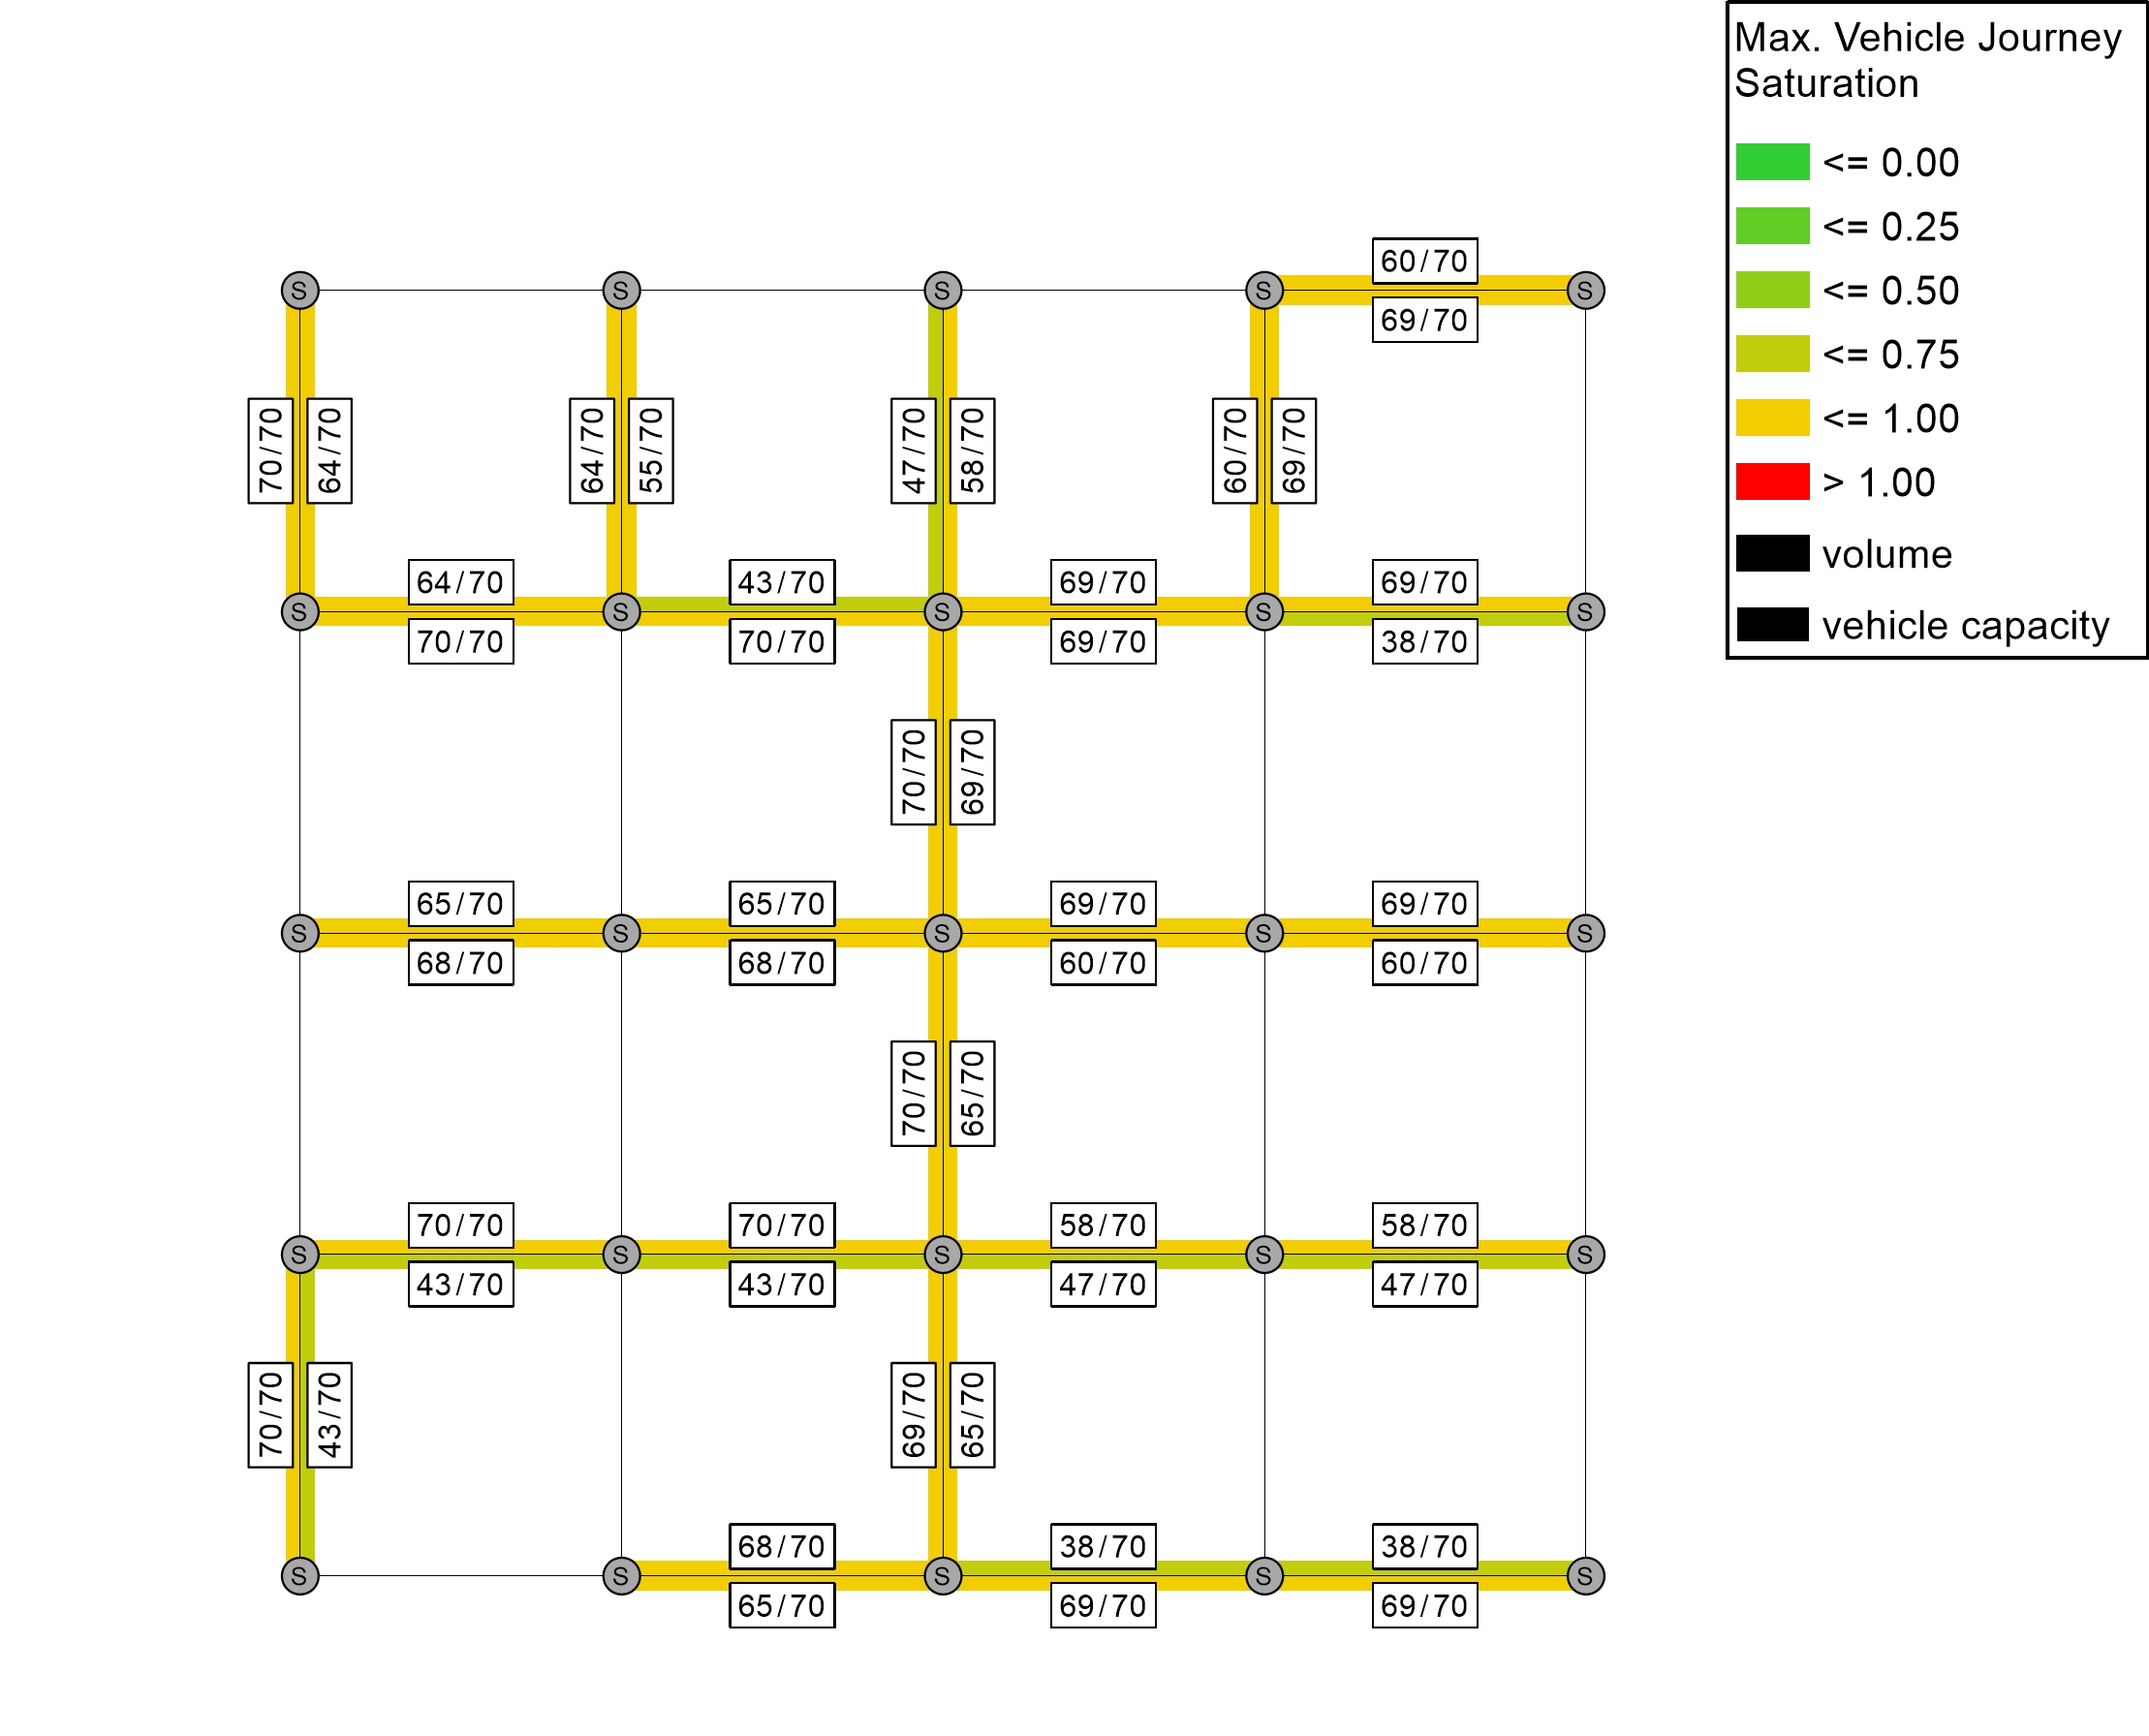 Max. Vehicle Journey
Saturation
<= 0.00
<= 0.25
<= 0.50
<= 0.75
<= 1.00
> 1.00
volume
vehicle capacity
60/70
S S S S S
69/70
70/70 64/70 64/70 55/70 47/70 58/70 60/70 69/70
64/70 43/70 69/70 69/70
S S S S S
70/70 70/70 69/70 38/70
70/70 69/70
65/70 65/70 69/70 69/70
S S S S S
68/70 68/70 60/70 60/70
70/70 65/70
70/70 70/70 58/70 58/70
S S S S S
43/70 43/70 47/70 47/70
70/70 43/70 69/70 65/70
68/70 38/70 38/70
S S S S S
65/70 69/70 69/70